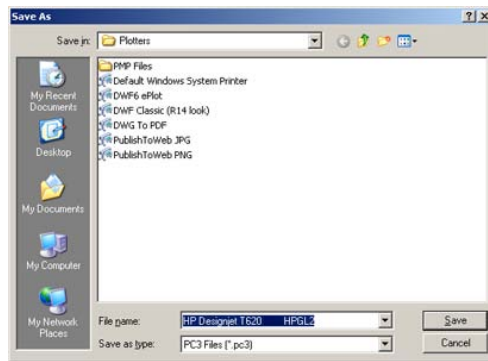 Save As
Save in: Plotters
My Recent Documents
Desktop
My Documents
My Computer
My Network Places
PMP Files
Default Windows System Printer
DWF6 ePlot
DWF Classic (R14 look)
DWG To PDF
PublishToWeb JPG
PublishToWeb PNG
File name: HP Designjet T620 HPGL2
Save
Save as type: PC3 Files (*.pc3)
Cancel